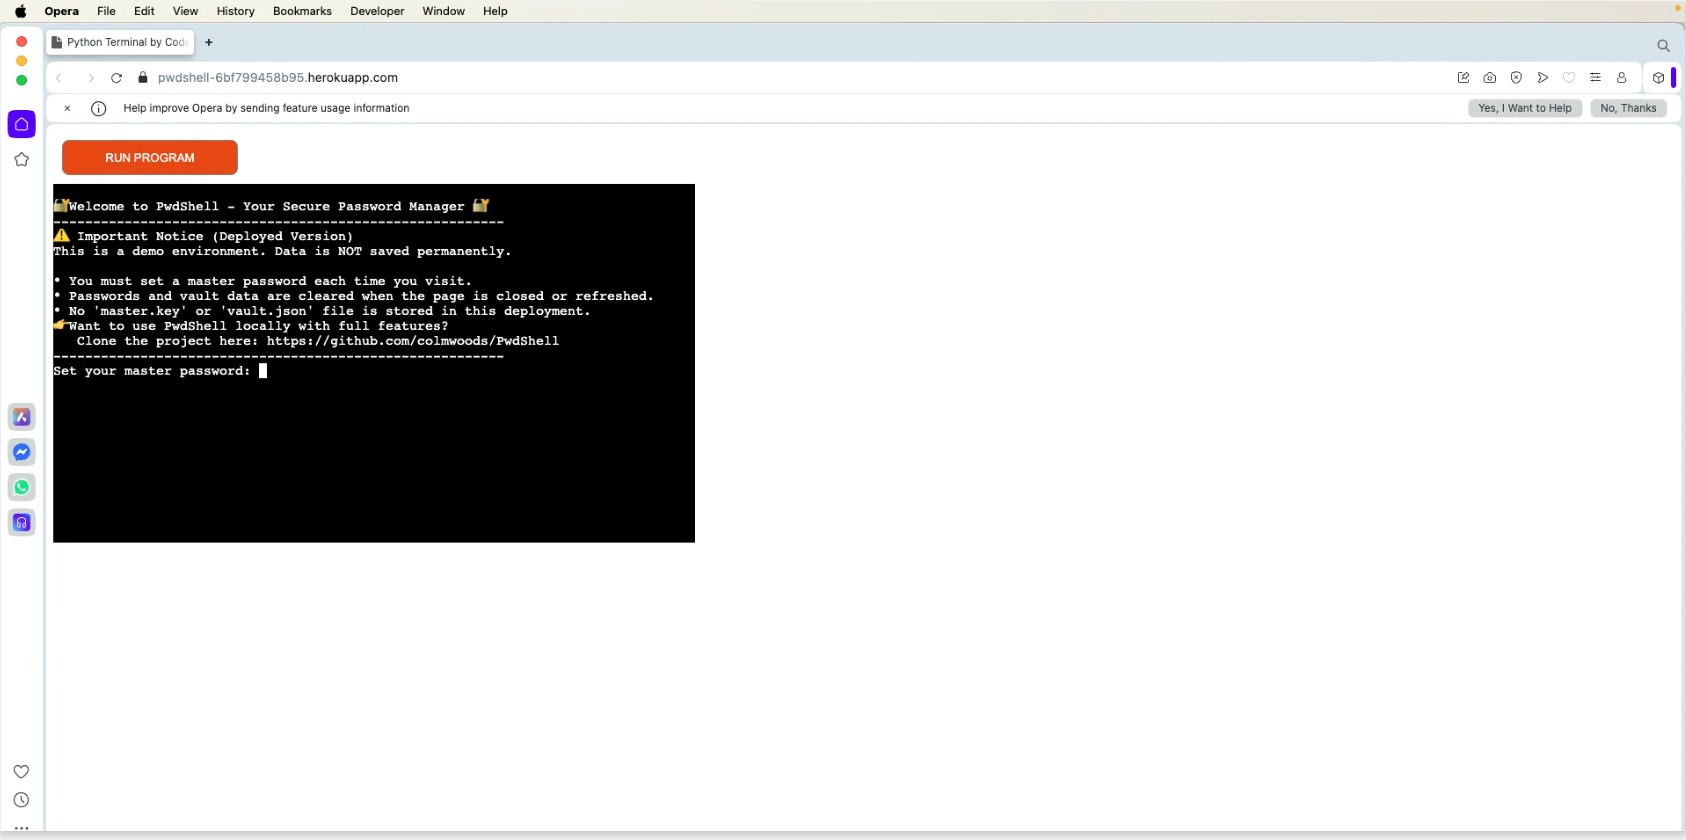 Opera File Edit View History Bookmarks Developer Window Help
Python Terminal by Cod
pwdshell-6bf799458b95.herokuapp.com
Help improve Opera by sending feature usage information Yes, I Want to Help No, Thanks
RUN PROGRAM
🔐Welcome to PwdShell - Your Secure Password Manager 🔐
---------------------------------------------------------
⚠️ Important Notice (Deployed Version)
This is a demo environment. Data is NOT saved permanently.
• You must set a master password each time you visit.
• Passwords and vault data are cleared when the page is closed or refreshed.
• No 'master.key' or 'vault.json' file is stored in this deployment.
👉Want to use PwdShell locally with full features?
Clone the project here: https://github.com/colmwoods/PwdShell
---------------------------------------------------------
Set your master password: